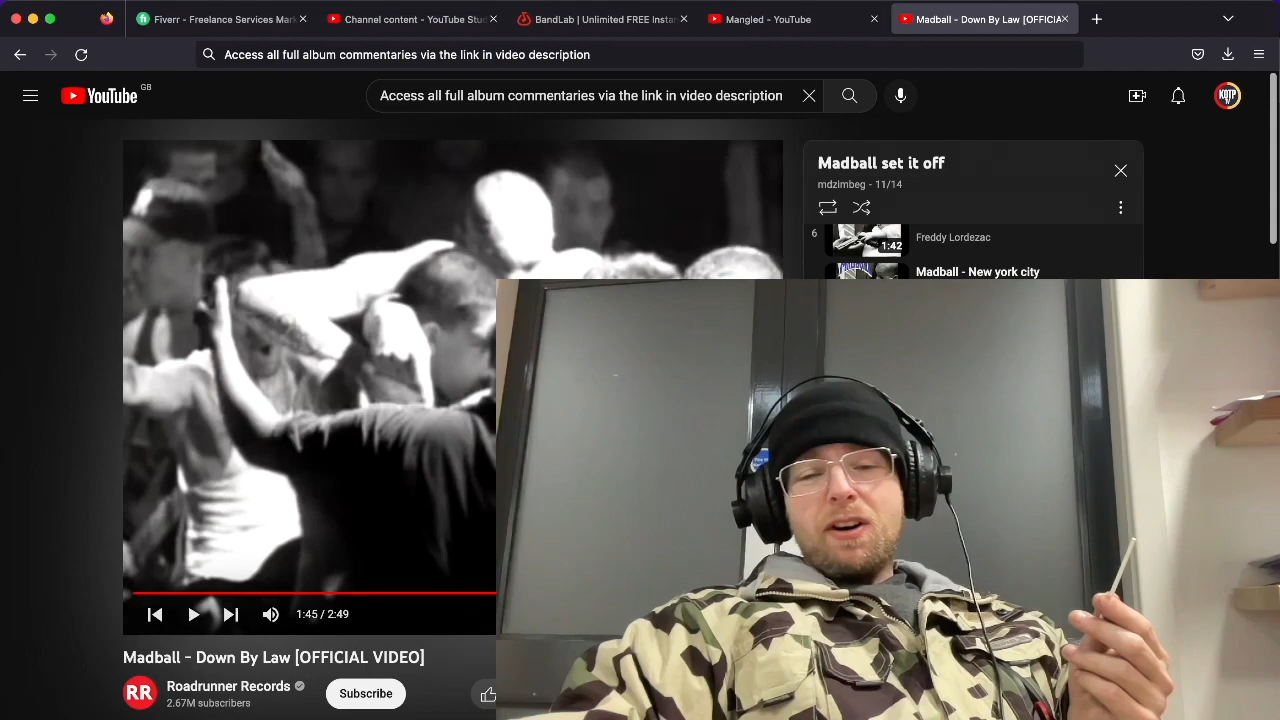 Fiverr - Freelance Services Mark
Channel content - YouTube Stud
BandLab | Unlimited FREE Instar
Manged - YouTube
Madball - Down By Law [OFFICIA
Access all full album commentaries via the link in video description
YouTube GB
Access all full album commentaries via the link in video description
KOTP
Madball set it off
mdzimbeg - 11/14
6
1:42
Freddy Lordezac
Madball - New york city
1:45 / 2:49
Madball - Down By Law [OFFICIAL VIDEO]
RR
Roadrunner Records
2.67M subscribers
Subscribe